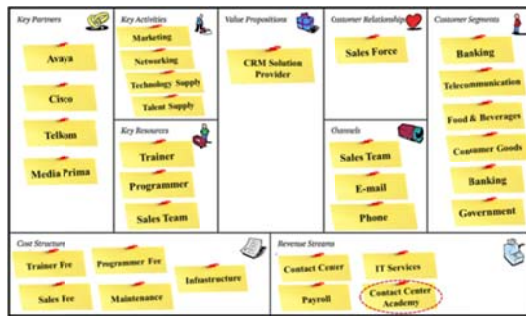 Key Partners
Avaya
Cisco
Telkom
Media Prima
Key Activities
Marketing
Networking
Technology Supply
Talent Supply
Key Resources
Trainer
Programmer
Sales Team
Value Propositions
CRM Solution
Provider
Customer Relationship
Sales Force
Channels
Sales Team
E-mail
Phone
Customer Segments
Banking
Telecommunication
Food & Beverages
Consumer Goods
Banking
Government
Cost Structure
Trainer Fee
Programmer Fee
Infrastructure
Sales Fee
Maintenance
Revenue Streams
Contact Center
IT Services
Payroll
Contact Center
Academy